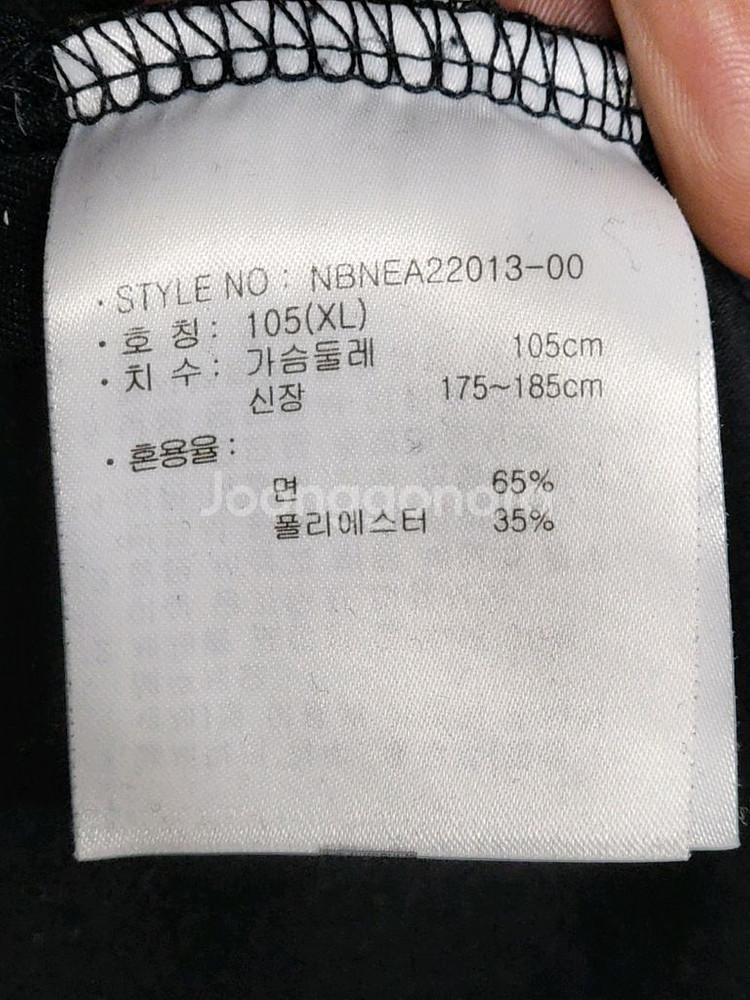 · STYLE NO : NBNEA22013-00
· 호 칭 : 105(XL)
· 치 수 : 가슴둘레 105cm
신장 175~185cm
· 혼용율 :
면 65%
폴리에스터 35%
Joonggonara